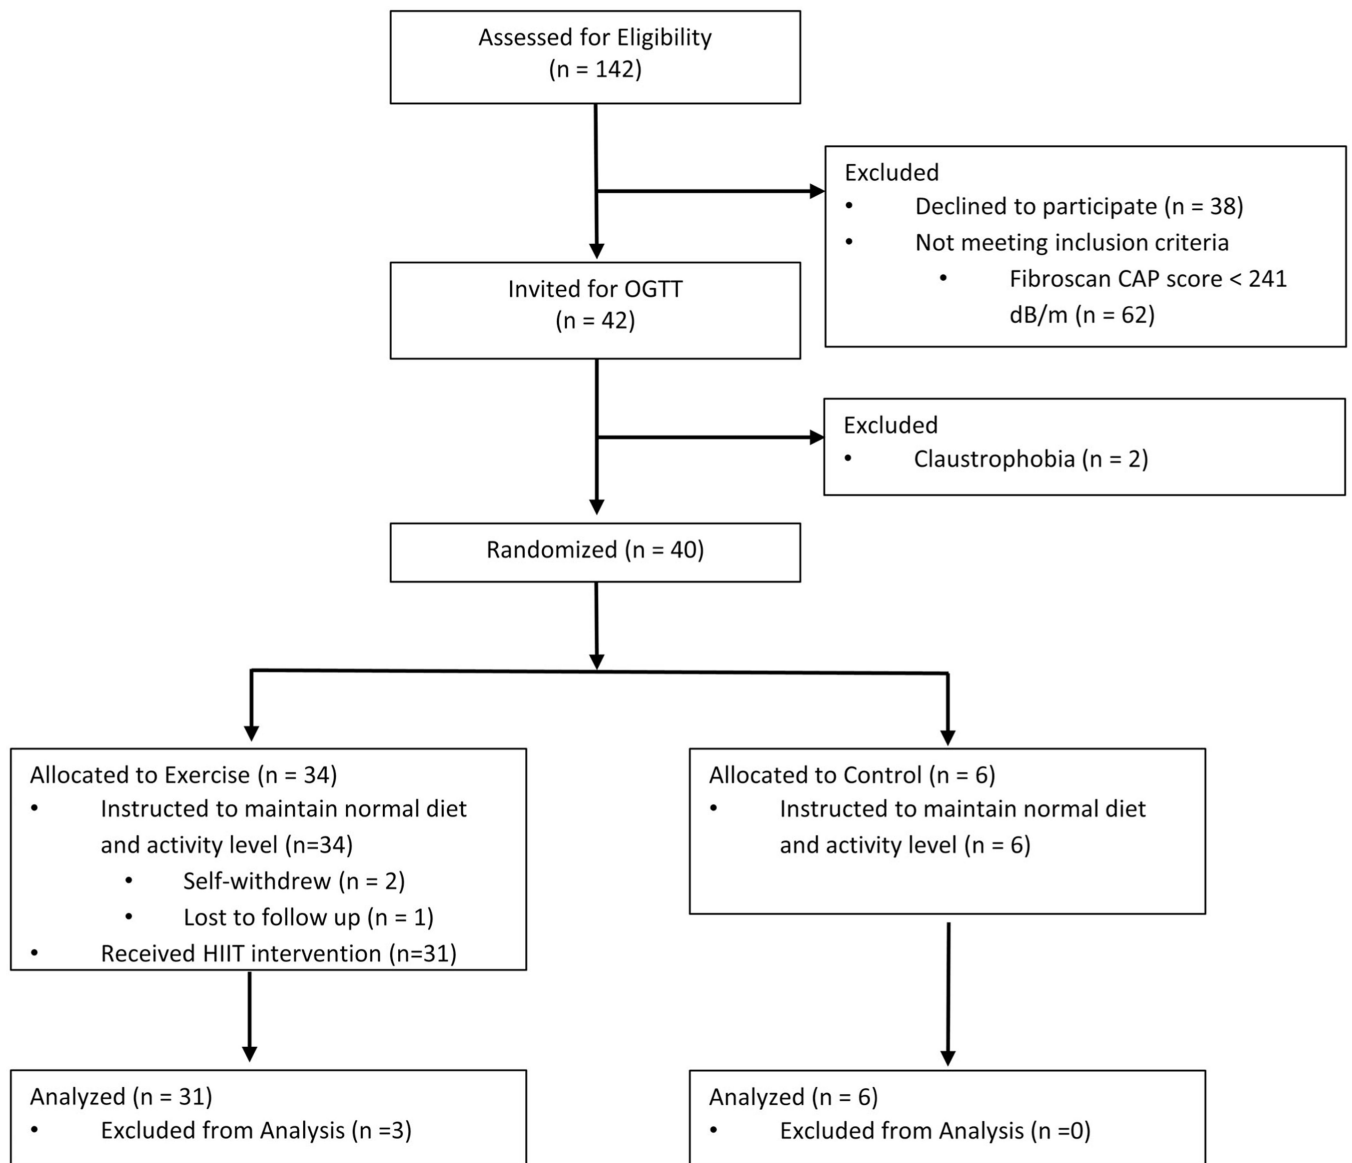 Assessed for Eligibility
(n = 142)
Excluded
• Declined to participate (n = 38)
• Not meeting inclusion criteria
• Fibroscan CAP score < 241
dB/m (n = 62)
Invited for OGTT
(n = 42)
Excluded
• Claustrophobia (n = 2)
Randomized (n = 40)
Allocated to Exercise (n = 34)
• Instructed to maintain normal diet
and activity level (n=34)
• Self-withdrew (n = 2)
• Lost to follow up (n = 1)
• Received HIIT intervention (n=31)
Allocated to Control (n = 6)
• Instructed to maintain normal diet
and activity level (n = 6)
Analyzed (n = 31)
• Excluded from Analysis (n =3)
Analyzed (n = 6)
• Excluded from Analysis (n =0)